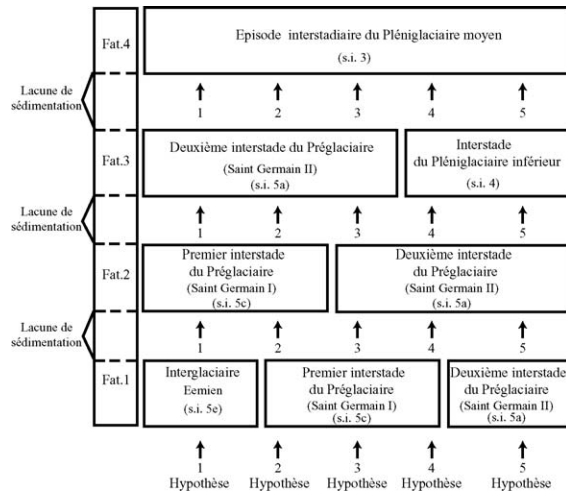 Fat.4
Episode interstadiaire du Pléniglaciaire moyen
(s.i. 3)
Lacune de
sédimentation
1 2 3 4 5
Fat.3
Deuxième interstade du Préglaciaire
(Saint Germain II)
(s.i. 5a)
Interstade
du Pléniglaciaire inférieur
(s.i. 4)
Lacune de
sédimentation
1 2 3 4 5
Fat.2
Premier interstade
du Préglaciaire
(Saint Germain I)
(s.i. 5c)
Deuxième interstade
du Préglaciaire
(Saint Germain II)
(s.i. 5a)
Lacune de
sédimentation
1 2 3 4 5
Fat.1
Interglaciaire
Eemien
(s.i. 5e)
Premier interstade
du Préglaciaire
(Saint Germain I)
(s.i. 5c)
Deuxième interstade
du Préglaciaire
(Saint Germain II)
(s.i. 5a)
1 2 3 4 5
Hypothèse Hypothèse Hypothèse Hypothèse Hypothèse